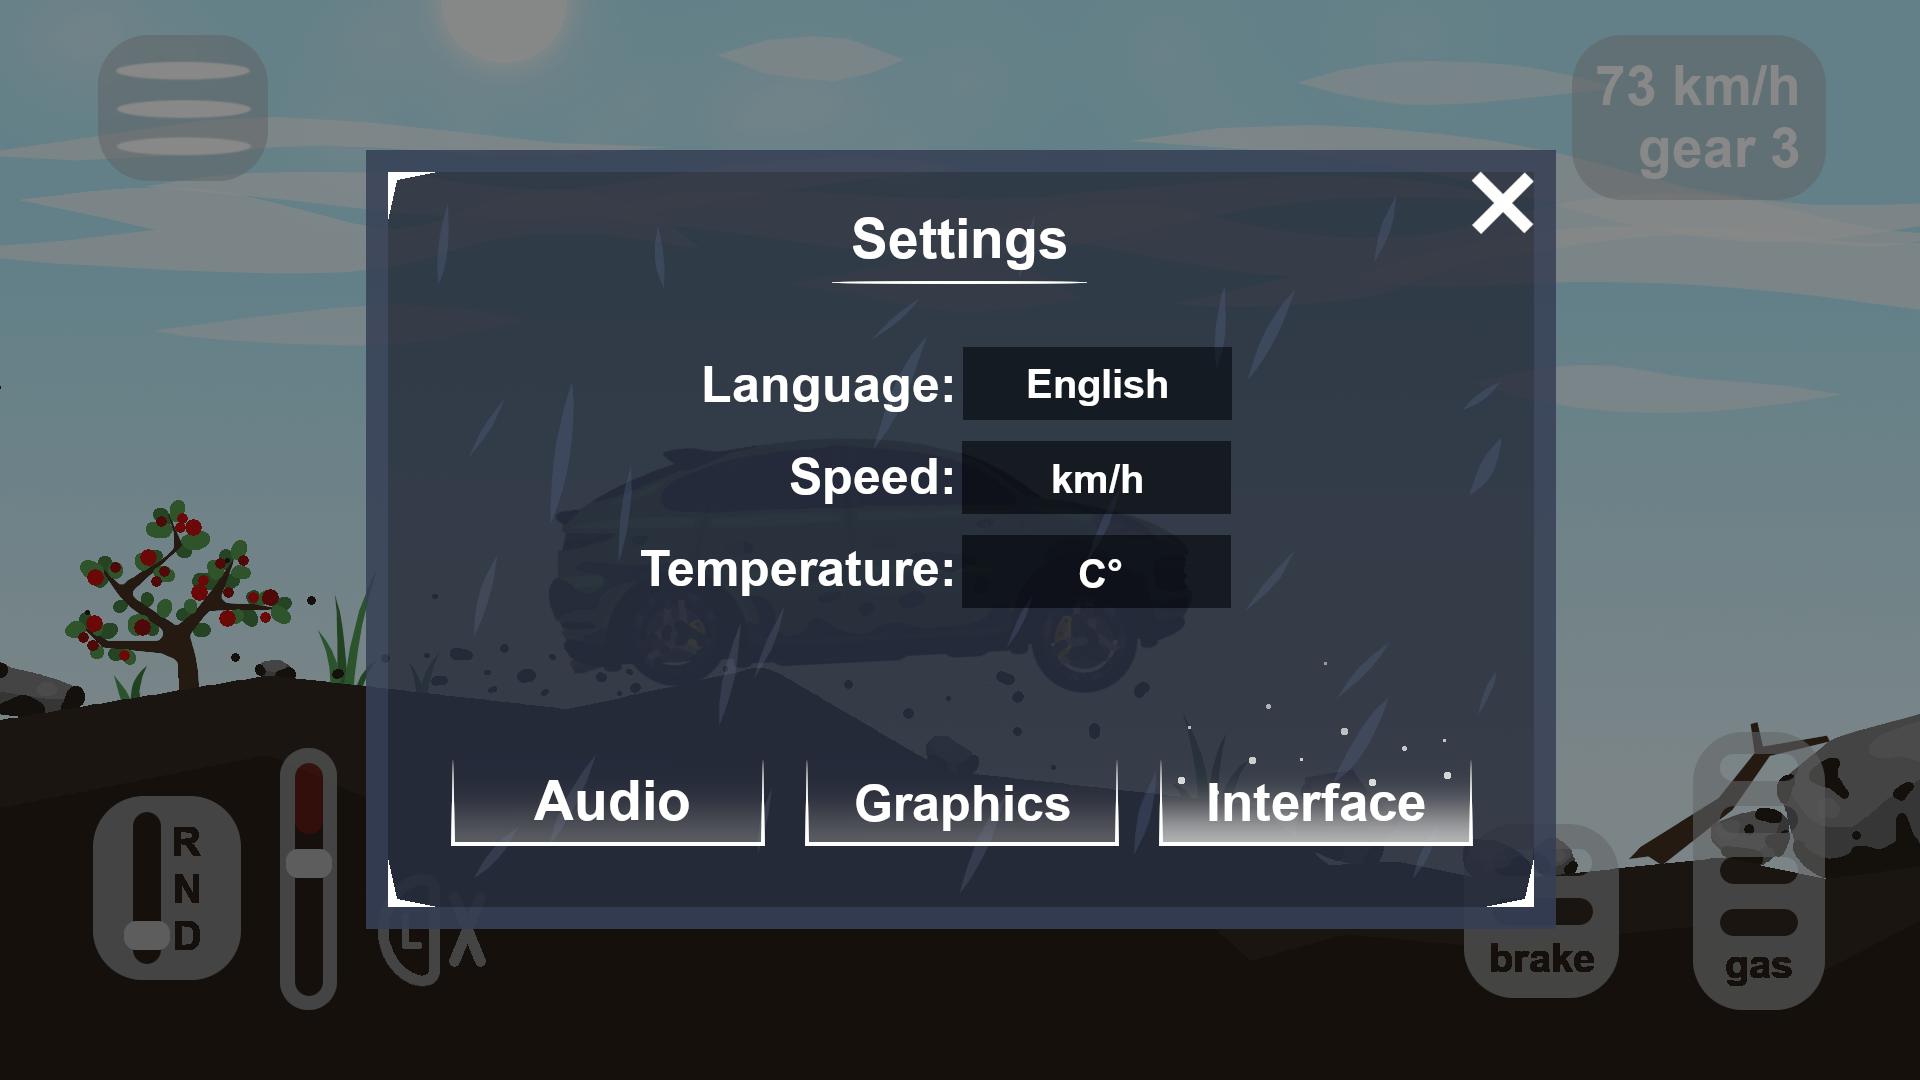 73 km/h
gear 3
Settings
Language: English
Speed: km/h
Temperature: C°
Audio
Graphics
Interface
R
N
D
brake
gas